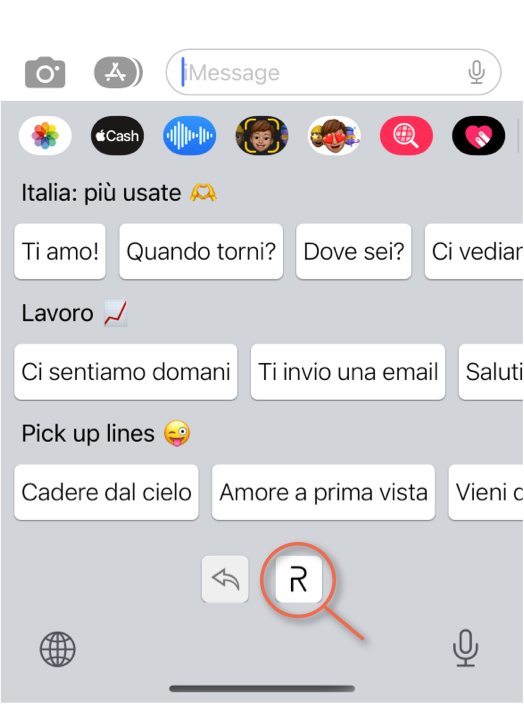 iMessage
Cash
Italia: più usate 🫶
Ti amo! Quando torni? Dove sei? Ci vedia
Lavoro 📈
Ci sentiamo domani Ti invio una email Saluti
Pick up lines 😜
Cadere dal cielo Amore a prima vista Vieni
R